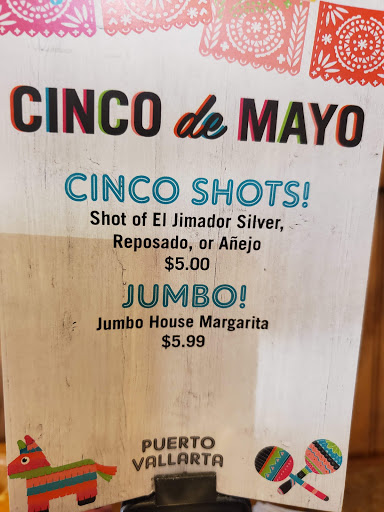 CINCO de MAYO
CINCO SHOTS!
Shot of El Jimador Silver,
Reposado, or Añejo
$5.00
JUMBO!
Jumbo House Margarita
$5.99
PUERTO
VALLARTA